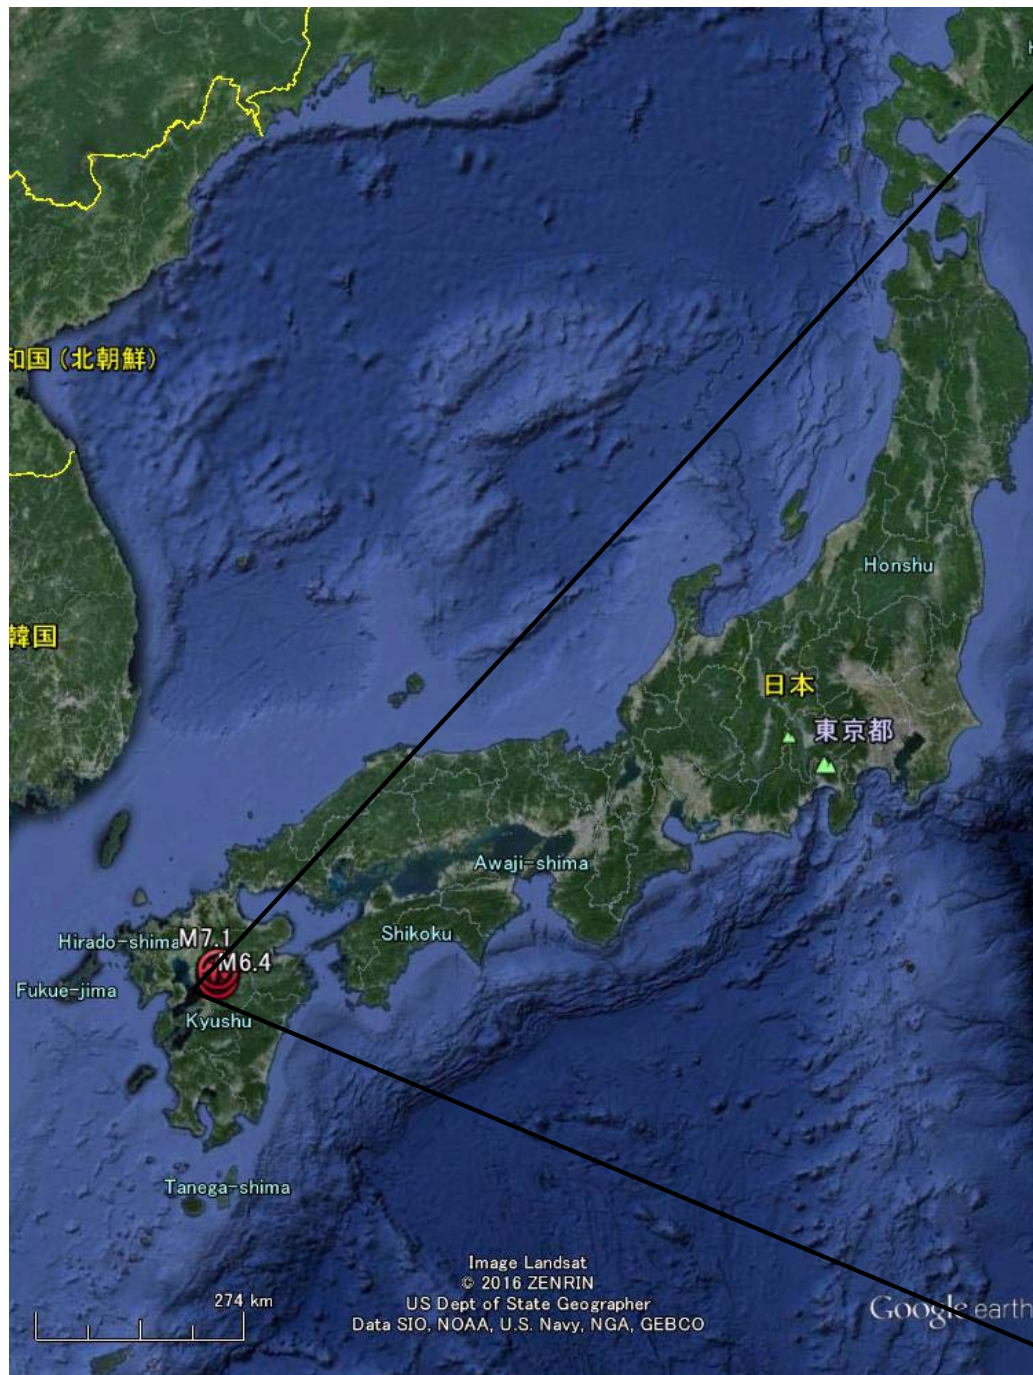 和国 (北朝鮮)
Honshu
韓国
日本
東京都
Awaji-shima
Shikoku
Hirado-shima
M7.1
M6.4
Fukue-jima
Kyushu
Tanega-shima
Image Landsat
© 2016 ZENRIN
US Dept of State Geographer
Data SIO, NOAA, U.S. Navy, NGA, GEBCO
274 km
Google earth